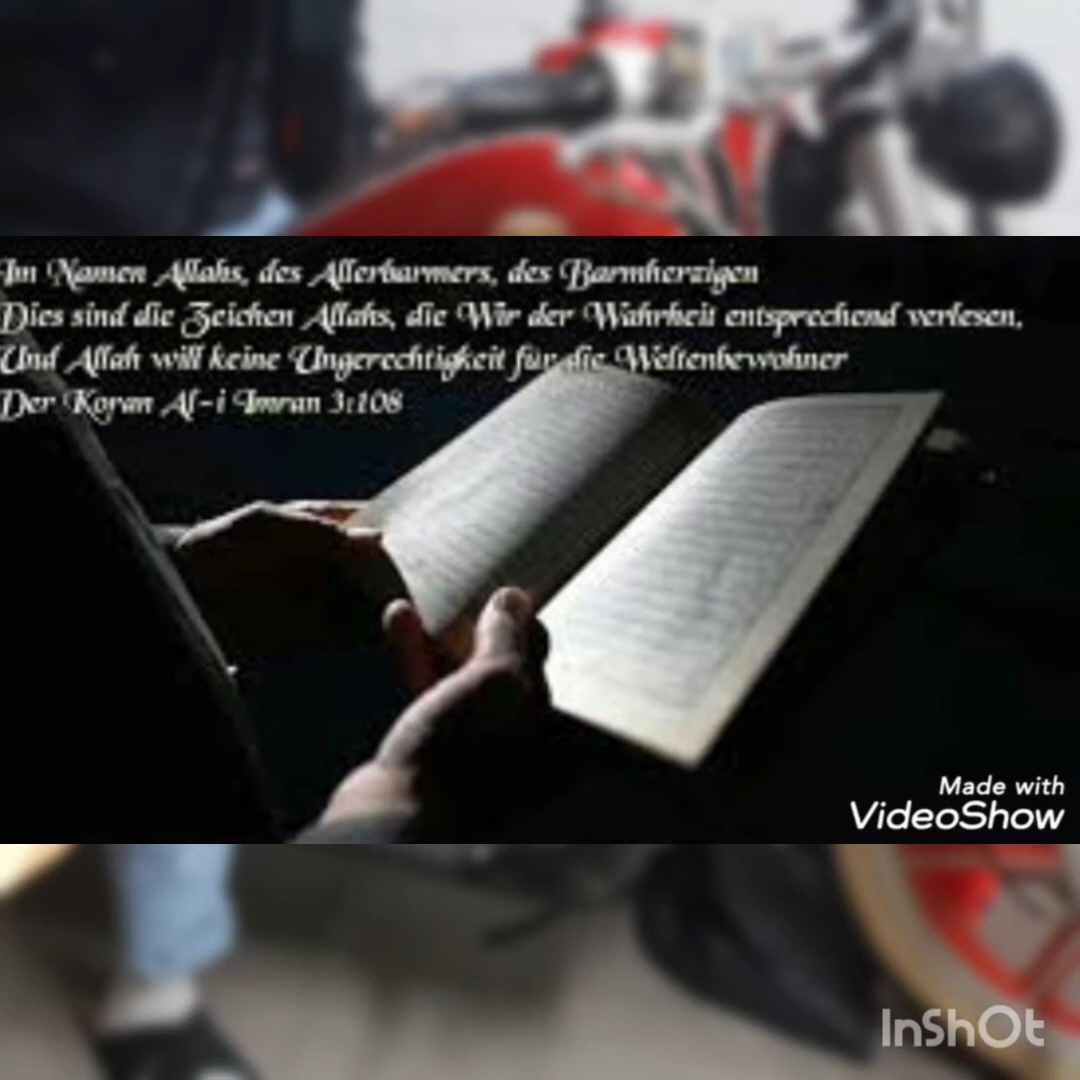 Im Namen Allahs, des Allerbarmers, des Barmherzigen
Dies sind die Zeichen Allahs, die Wir der Wahrheit entsprechend verlesen,
Und Allah will keine Ungerechtigkeit für die Weltenbewohner
Der Koran Al-i Imran 3:108
Made with
VideoShow
InShOt